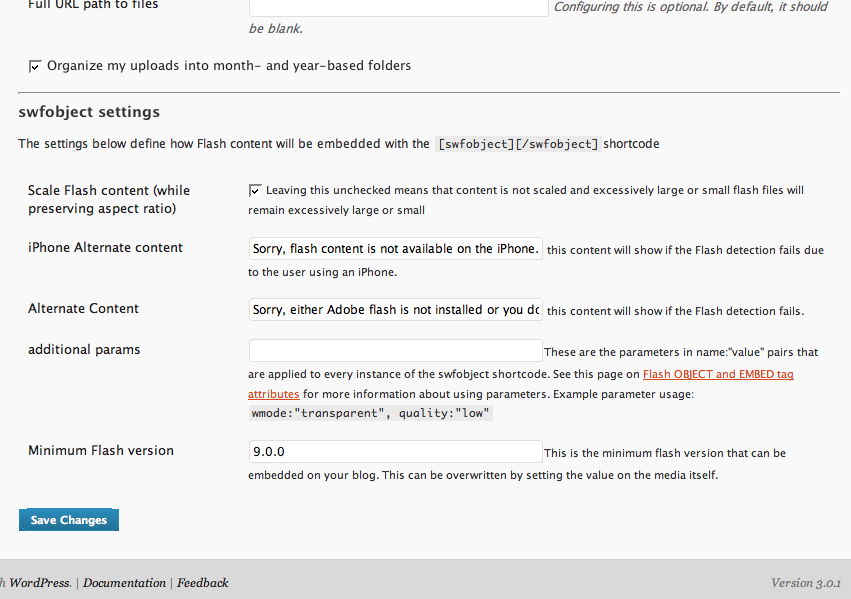 Full URL path to files
Configuring this is optional. By default, it should
be blank.
Organize my uploads into month- and year-based folders
swfobject settings
The settings below define how Flash content will be embedded with the [swfobject][/swfobject] shortcode
Scale Flash content (while
preserving aspect ratio)
Leaving this unchecked means that content is not scaled and excessively large or small flash files will
remain excessively large or small
iPhone Alternate content
Sorry, flash content is not available on the iPhone. this content will show if the Flash detection fails due
to the user using an iPhone.
Alternate Content
Sorry, either Adobe flash is not installed or you do this content will show if the Flash detection fails.
additional params
These are the parameters in name:"value" pairs that
are applied to every instance of the swfobject shortcode. See this page on Flash OBJECT and EMBED tag
attributes for more information about using parameters. Example parameter usage:
wmode:"transparent", quality:"low"
Minimum Flash version
9.0.0 This is the minimum flash version that can be
embedded on your blog. This can be overwritten by setting the value on the media itself.
Save Changes
h WordPress. | Documentation | Feedback
Version 3.0.1